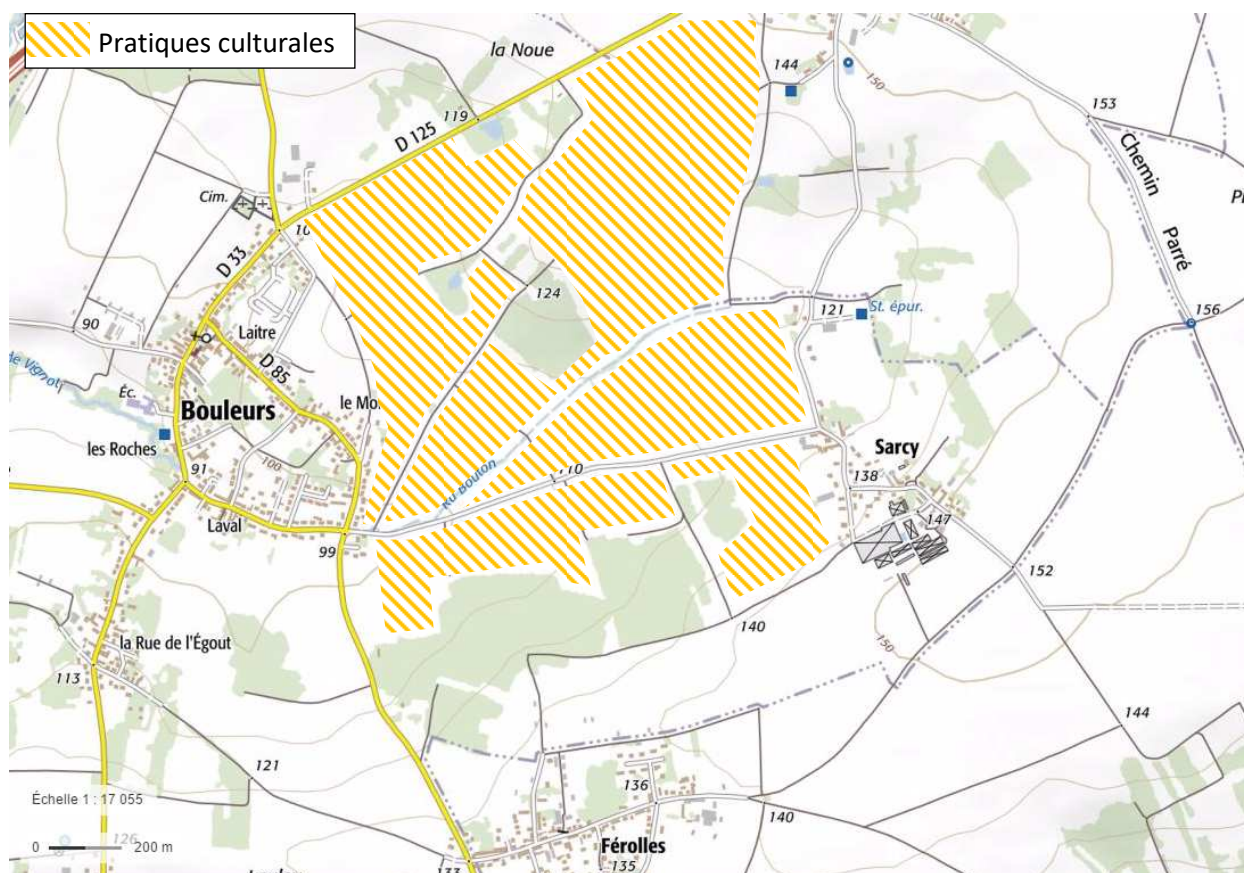 Pratiques culturales
la Noue
144
150
119
D 125
153
Chemin
Parré
Cim.
10
D 33
124
121
St. épur.
156
90
Laitre
D 85
de Vignot
Éc.
Bouleurs
le Mo
les Roches
91
100
Ru Bouton
110
Sarcy
138
Laval
147
99
152
140
la Rue de l'Égout
150
113
144
121
136
Échelle 1 : 17 055
140
0
200 m
126
Férolles
133
135